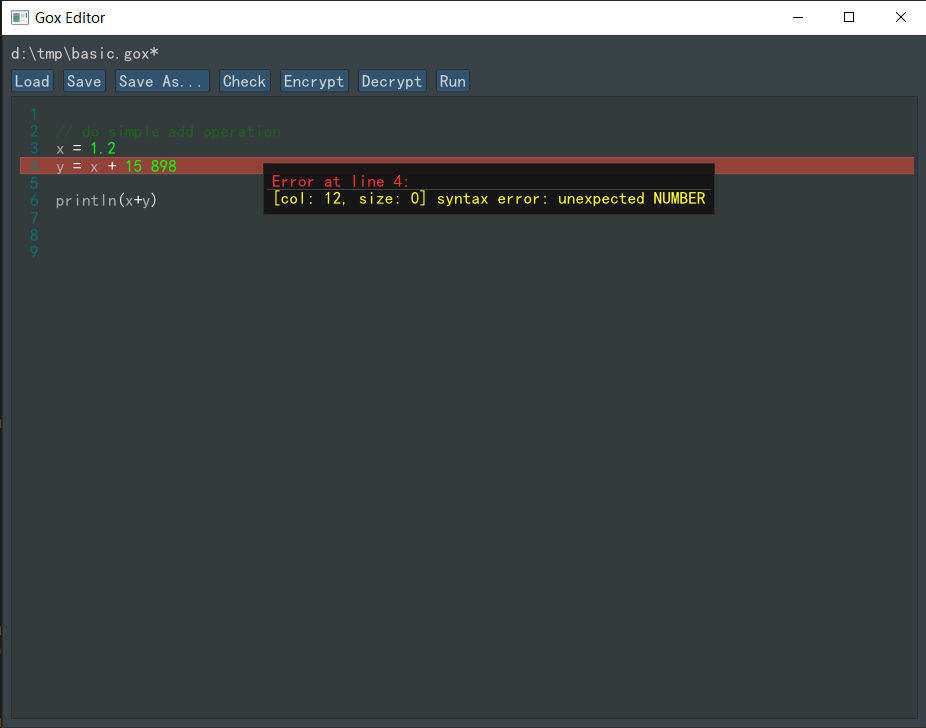 Gox Editor
d:\tmp\basic.gox*
Load Save Save As... Check Encrypt Decrypt Run
1
2 // do simple add operation
3 x = 1.2
4 y = x + 15 898
Error at line 4:
5
[col: 12, size: 0] syntax error: unexpected NUMBER
6 println(x+y)
7
8
9